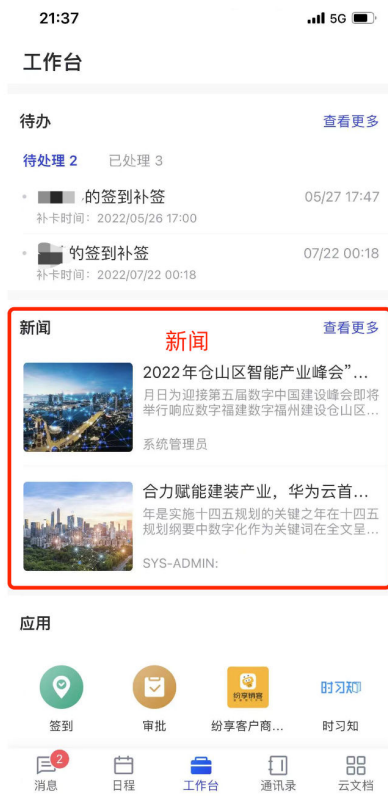 21:37 5G
工作台
待办 查看更多
待处理 2 已处理 3
的签到补签 05/27 17:47
补卡时间：2022/05/26 17:00
的签到补签 07/22 00:18
补卡时间：2022/07/22 00:18
新闻 新闻 查看更多
2022年仓山区智能产业峰会”...
月日为迎接第五届数字中国建设峰会即将
举行响应数字福建数字福州建设仓山区...
系统管理员
合力赋能建装产业，华为云首...
年是实施十四五规划的关键之年在十四五
规划纲要中数字化作为关键词在全文呈...
SYS-ADMIN:
应用
纷享销客
时习知
签到 审批 纷享客户商... 时习知
2
消息 日程 工作台 通讯录 云文档